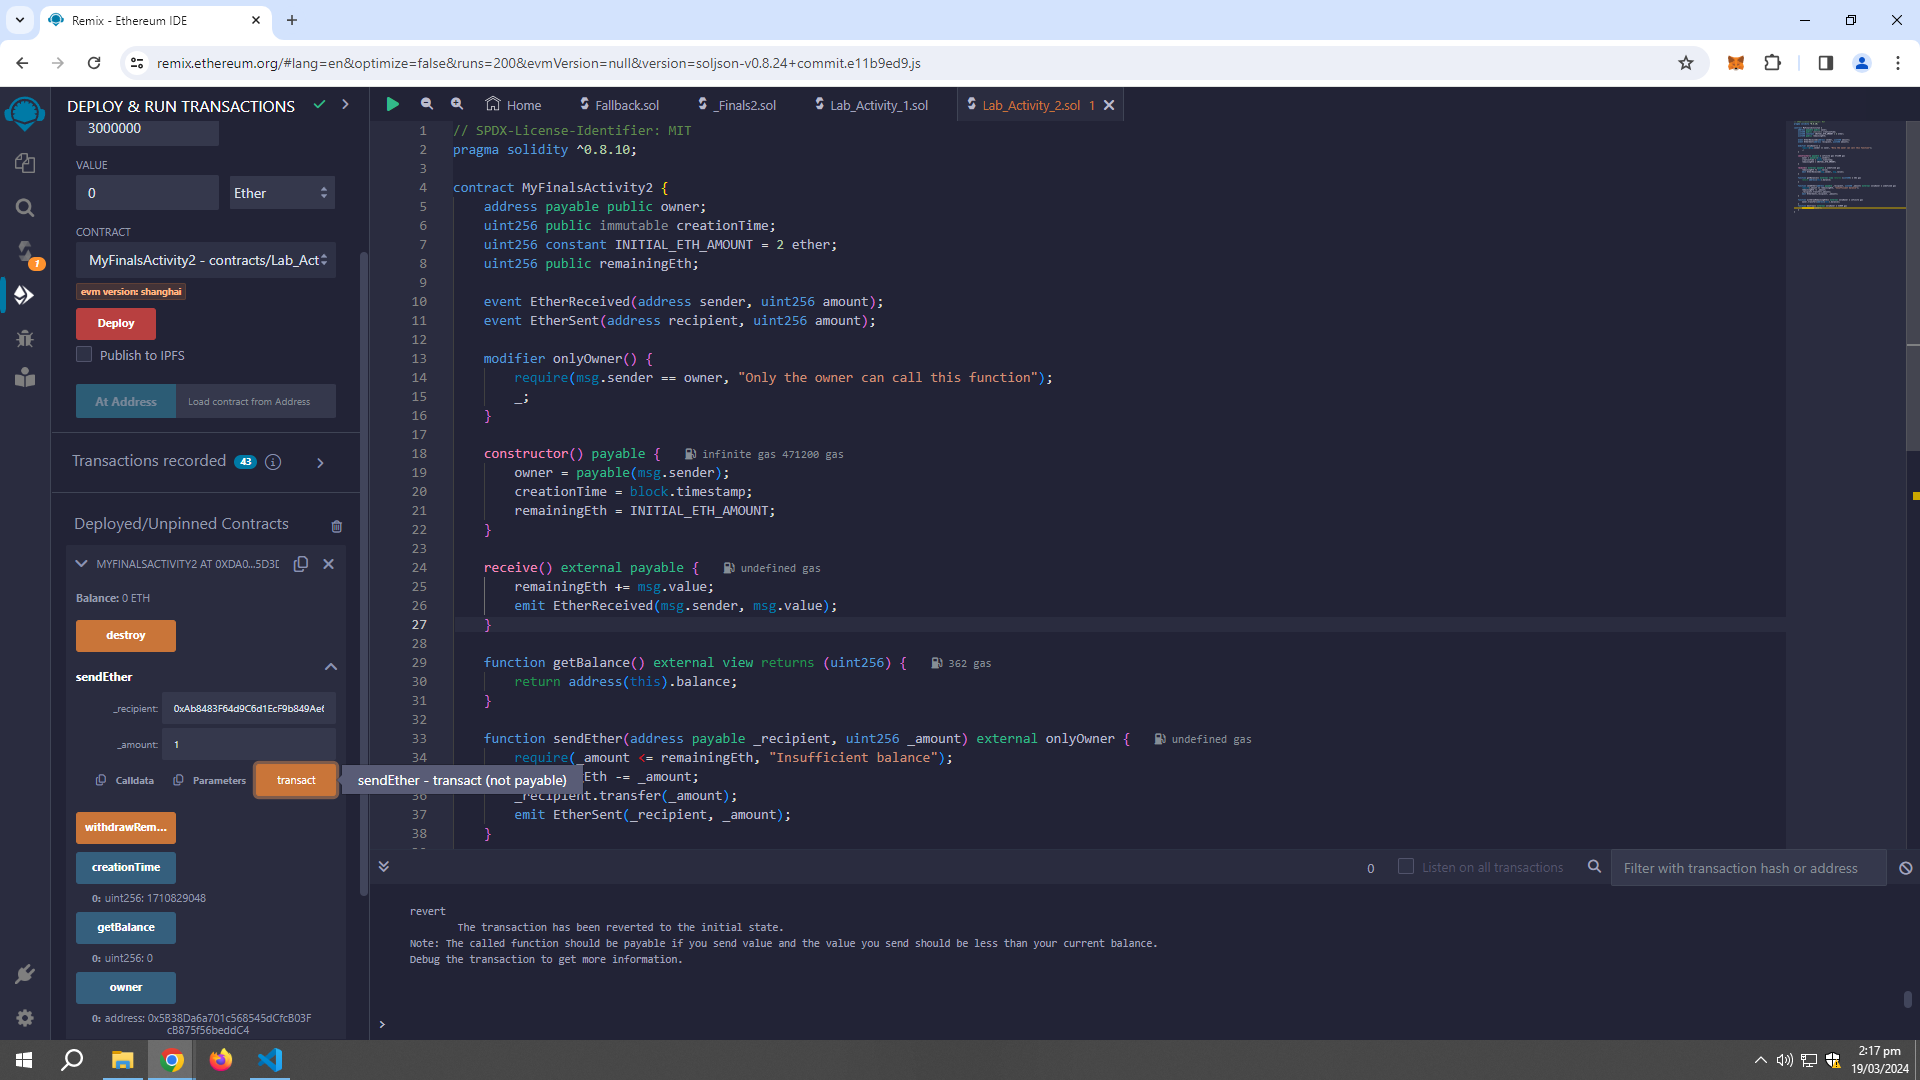 Remix - Ethereum IDE
remix.ethereum.org/#lang=en&optimize=false&runs=200&evmVersion=null&version=soljson-v0.8.24+commit.e11b9ed9.js
DEPLOY & RUN TRANSACTIONS
3000000
VALUE
0
Ether
CONTRACT
MyFinalsActivity2 - contracts/Lab_Act
evm version: shanghai
Deploy
Publish to IPFS
At Address
Load contract from Address
Transactions recorded 43 i
Deployed/Unpinned Contracts
MYFINALSACTIVITY2 AT 0XDA0...5D3
Balance: 0 ETH
destroy
sendEther
_recipient: 0xAb8483F64d9C6d1EcF9b849Ae
_amount: 1
Calldata
Parameters
transact
sendEther - transact (not payable)
withdrawRem...
creationTime
0: uint256: 1710829048
getBalance
0: uint256: 0
owner
0: address: 0x5B38Da6a701c568545dCfcB03F
cB875f56beddC4
1
Home
Fallback.sol
_Finals2.sol
Lab_Activity_1.sol
Lab_Activity_2.sol 1
1 // SPDX-License-Identifier: MIT
2 pragma solidity ^0.8.10;
3
4 contract MyFinalsActivity2 {
5 address payable public owner;
6 uint256 public immutable creationTime;
7 uint256 constant INITIAL_ETH_AMOUNT = 2 ether;
8 uint256 public remainingEth;
9
10 event EtherReceived(address sender, uint256 amount);
11 event EtherSent(address recipient, uint256 amount);
12
13 modifier onlyOwner() {
14 require(msg.sender == owner, "Only the owner can call this function");
15 _;
16 }
17
18 constructor() payable { infinite gas 471200 gas
19 owner = payable(msg.sender);
20 creationTime = block.timestamp;
21 remainingEth = INITIAL_ETH_AMOUNT;
22 }
23
24 receive() external payable { undefined gas
25 remainingEth += msg.value;
26 emit EtherReceived(msg.sender, msg.value);
27 }
28
29 function getBalance() external view returns (uint256) { 362 gas
30 return address(this).balance;
31 }
32
33 function sendEther(address payable _recipient, uint256 _amount) external onlyOwner { undefined gas
34 require(_amount <= remainingEth, "Insufficient balance");
Eth -= _amount;
36 _recipient.transfer(_amount);
37 emit EtherSent(_recipient, _amount);
38 }
0
Listen on all transactions
Filter with transaction hash or address
revert
The transaction has been reverted to the initial state.
Note: The called function should be payable if you send value and the value you send should be less than your current balance.
Debug the transaction to get more information.
>
2:17 pm
19/03/2024